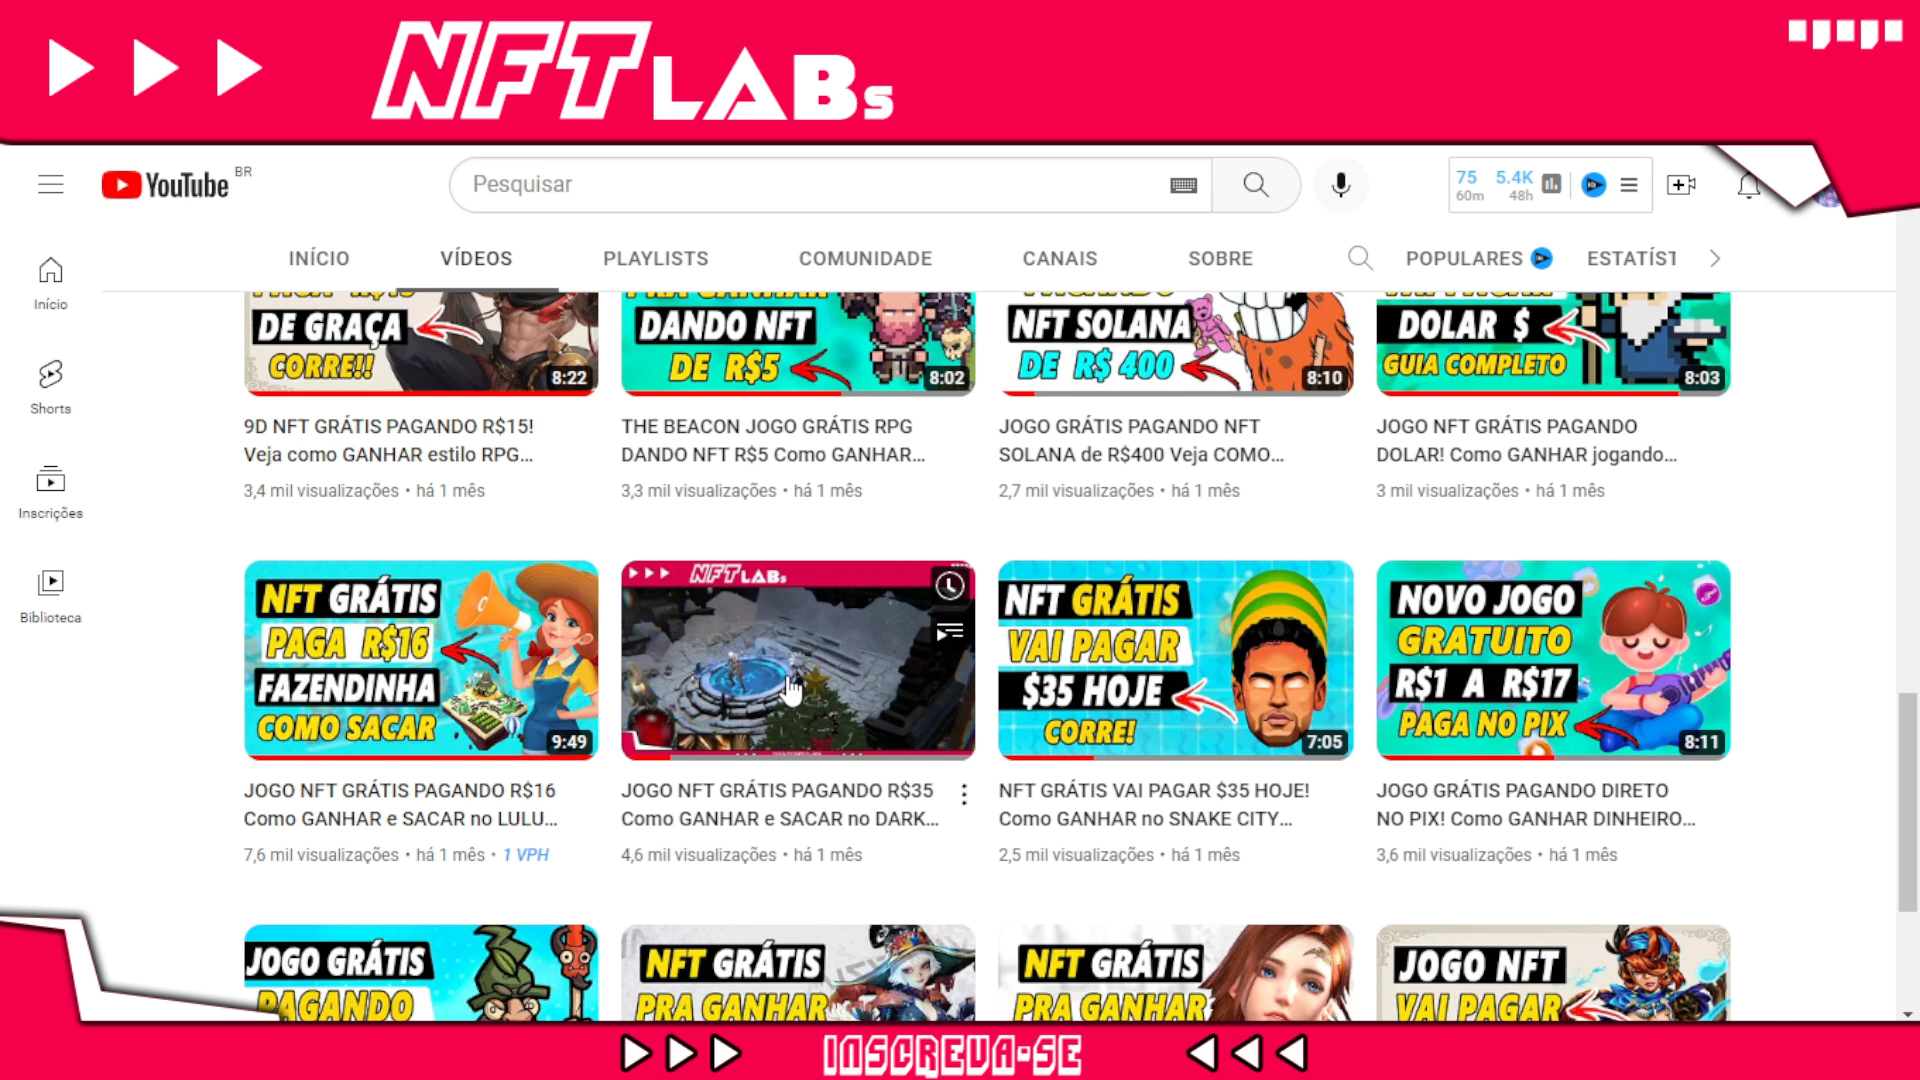 NFT LABs
YouTube BR
Pesquisar
75 60m
5.4K 48h
INÍCIO VÍDEOS PLAYLISTS COMUNIDADE CANAIS SOBRE POPULARES ESTATÍST
Início
Shorts
Inscrições
Biblioteca
DE GRAÇA
CORRE!!
8:22
9D NFT GRÁTIS PAGANDO R$15!
Veja como GANHAR estilo RPG...
3,4 mil visualizações • há 1 mês
PRA GANHAR
DANDO NFT
DE R$5
8:02
THE BEACON JOGO GRÁTIS RPG
DANDO NFT R$5 Como GANHAR...
3,3 mil visualizações • há 1 mês
PAGANDO
NFT SOLANA
DE R$ 400
8:10
JOGO GRÁTIS PAGANDO NFT
SOLANA de R$400 Veja COMO...
2,7 mil visualizações • há 1 mês
VAI PAGAR
DOLAR $
GUIA COMPLETO
8:03
JOGO NFT GRÁTIS PAGANDO
DOLAR! Como GANHAR jogando...
3 mil visualizações • há 1 mês
NFT GRÁTIS
PAGA R$16
FAZENDINHA
COMO SACAR
9:49
JOGO NFT GRÁTIS PAGANDO R$16
Como GANHAR e SACAR no LULU...
7,6 mil visualizações • há 1 mês • 1 VPH
NFT LABs
JOGO NFT GRÁTIS PAGANDO R$35
Como GANHAR e SACAR no DARK...
4,6 mil visualizações • há 1 mês
NFT GRÁTIS
VAI PAGAR
$35 HOJE
CORRE!
7:05
NFT GRÁTIS VAI PAGAR $35 HOJE!
Como GANHAR no SNAKE CITY...
2,5 mil visualizações • há 1 mês
NOVO JOGO
GRATUITO
R$1 A R$17
PAGA NO PIX
8:11
JOGO GRÁTIS PAGANDO DIRETO
NO PIX! Como GANHAR DINHEIRO...
3,6 mil visualizações • há 1 mês
JOGO GRÁTIS
PAGANDO
NFT GRÁTIS
PRA GANHAR
NFT GRÁTIS
PRA GANHAR
JOGO NFT
VAI PAGAR
INSCREVA-SE